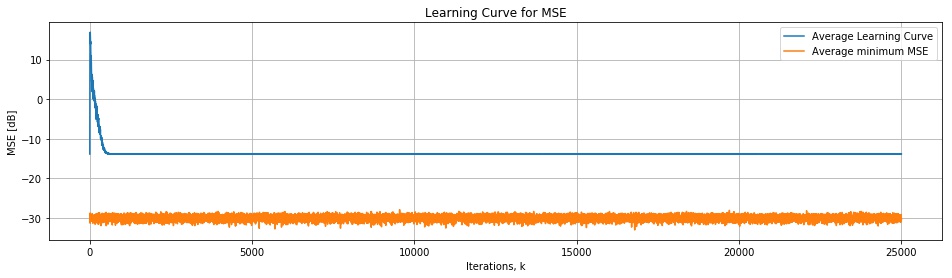 Learning Curve for MSE
Average Learning Curve
Average minimum MSE
MSE [dB]
10
0
−10
−20
−30
0 5000 10000 15000 20000 25000
Iterations, k